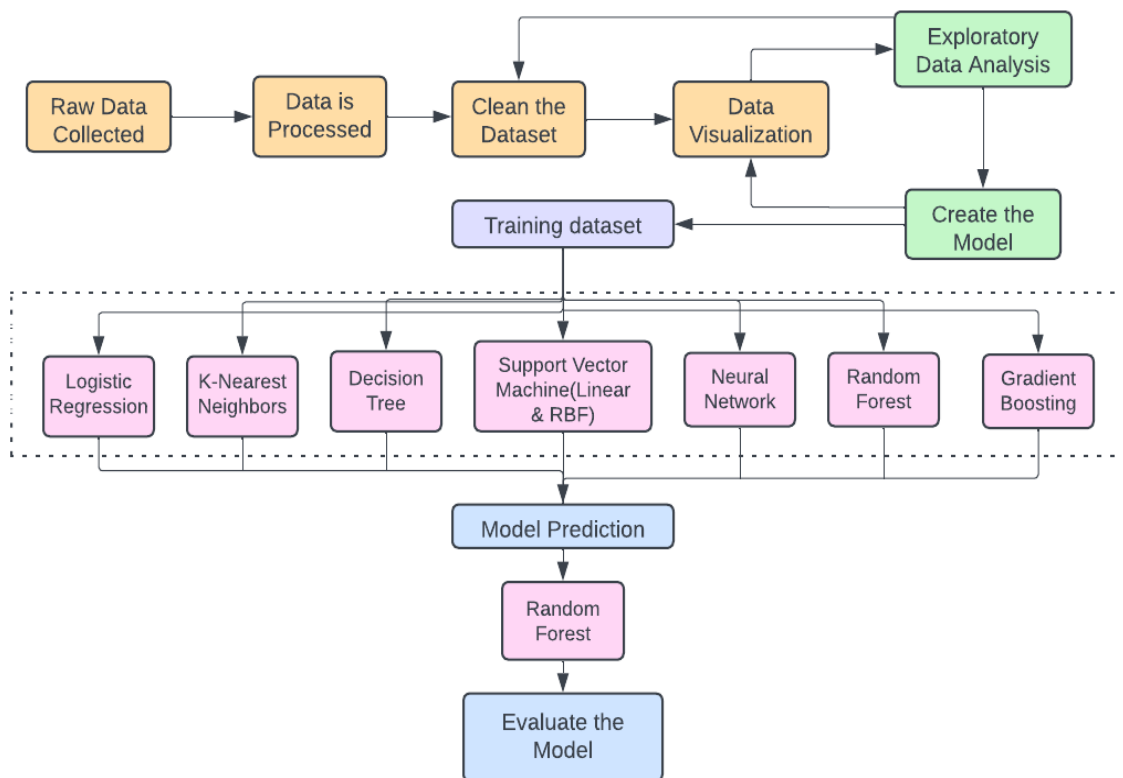 Exploratory
Data Analysis
Raw Data
Collected
Data is
Processed
Clean the
Dataset
Data
Visualization
Create the
Model
Training dataset
Logistic
Regression
K-Nearest
Neighbors
Decision
Tree
Support Vector
Machine(Linear
& RBF)
Neural
Network
Random
Forest
Gradient
Boosting
Model Prediction
Random
Forest
Evaluate the
Model